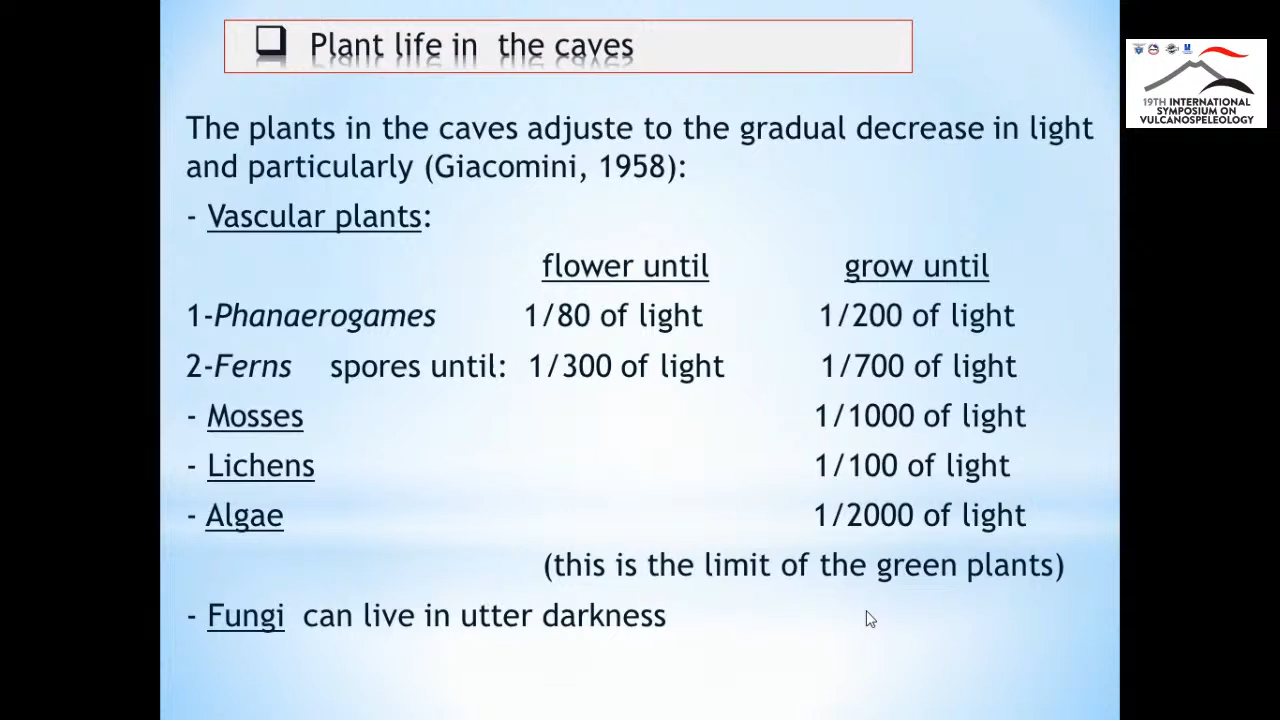 Plant life in the caves
19TH INTERNATIONAL
SYMPOSIUM ON
VULCANOSPELEOLOGY
The plants in the caves adjuste to the gradual decrease in light
and particularly (Giacomini, 1958):
- Vascular plants:
flower until grow until
1-Phanaerogames 1/80 of light 1/200 of light
2-Ferns spores until: 1/300 of light 1/700 of light
- Mosses 1/1000 of light
- Lichens 1/100 of light
- Algae 1/2000 of light
(this is the limit of the green plants)
- Fungi can live in utter darkness